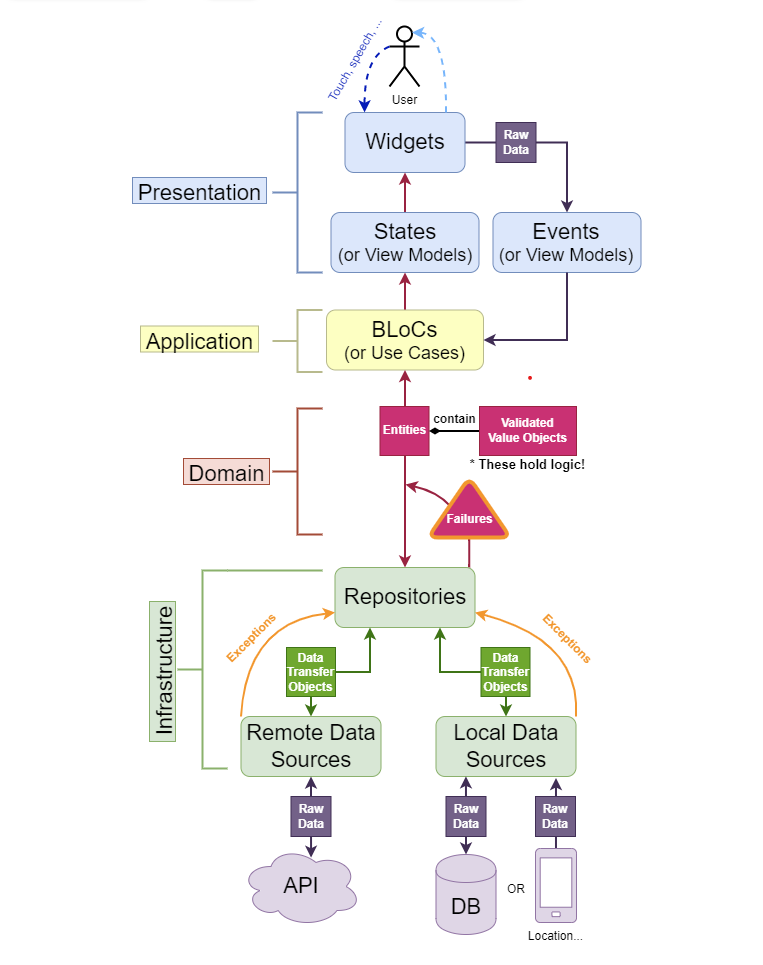 Touch, speech, ...
User
Widgets
Raw
Data
Presentation
States
(or View Models)
Events
(or View Models)
Application
BLoCs
(or Use Cases)
Entities
contain
Validated
Value Objects
* These hold logic!
Domain
Failures
Infrastructure
Repositories
Exceptions
Exceptions
Data
Transfer
Objects
Data
Transfer
Objects
Remote Data
Sources
Local Data
Sources
Raw
Data
Raw
Data
Raw
Data
API
DB
OR
Location...